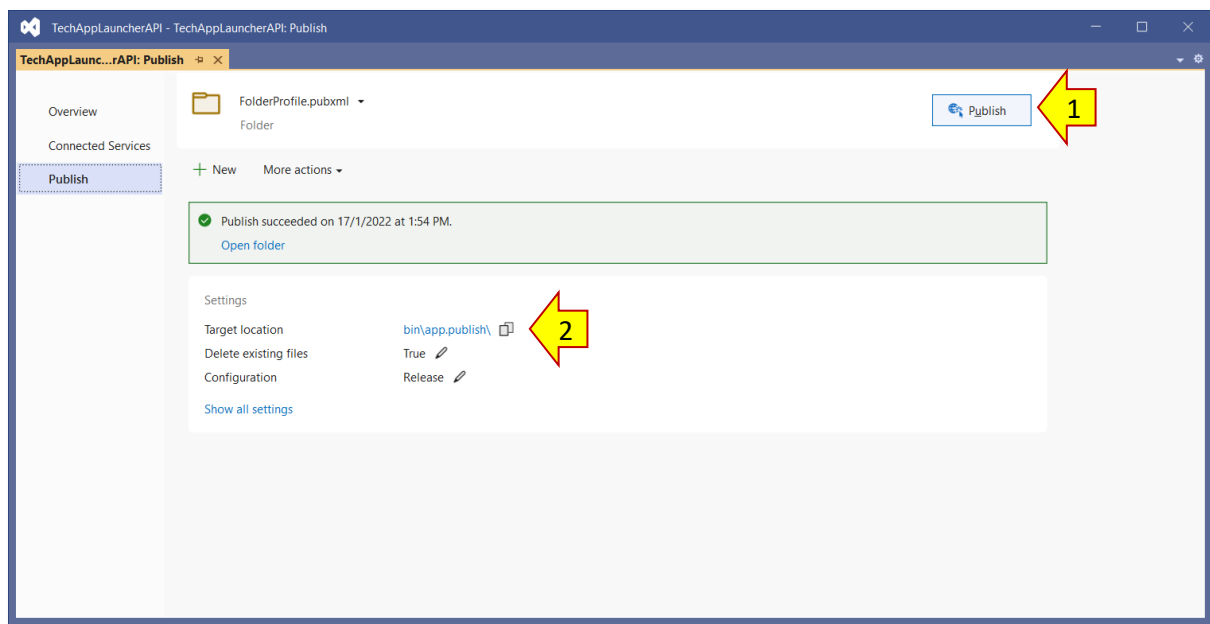 TechAppLauncherAPI - TechAppLauncherAPI: Publish
TechAppLaunc...rAPI: Publish
Overview
Connected Services
Publish
FolderProfile.pubxml
Folder
Publish
1
New
More actions
Publish succeeded on 17/1/2022 at 1:54 PM.
Open folder
Settings
Target location bin\app.publish\
2
Delete existing files True
Configuration Release
Show all settings